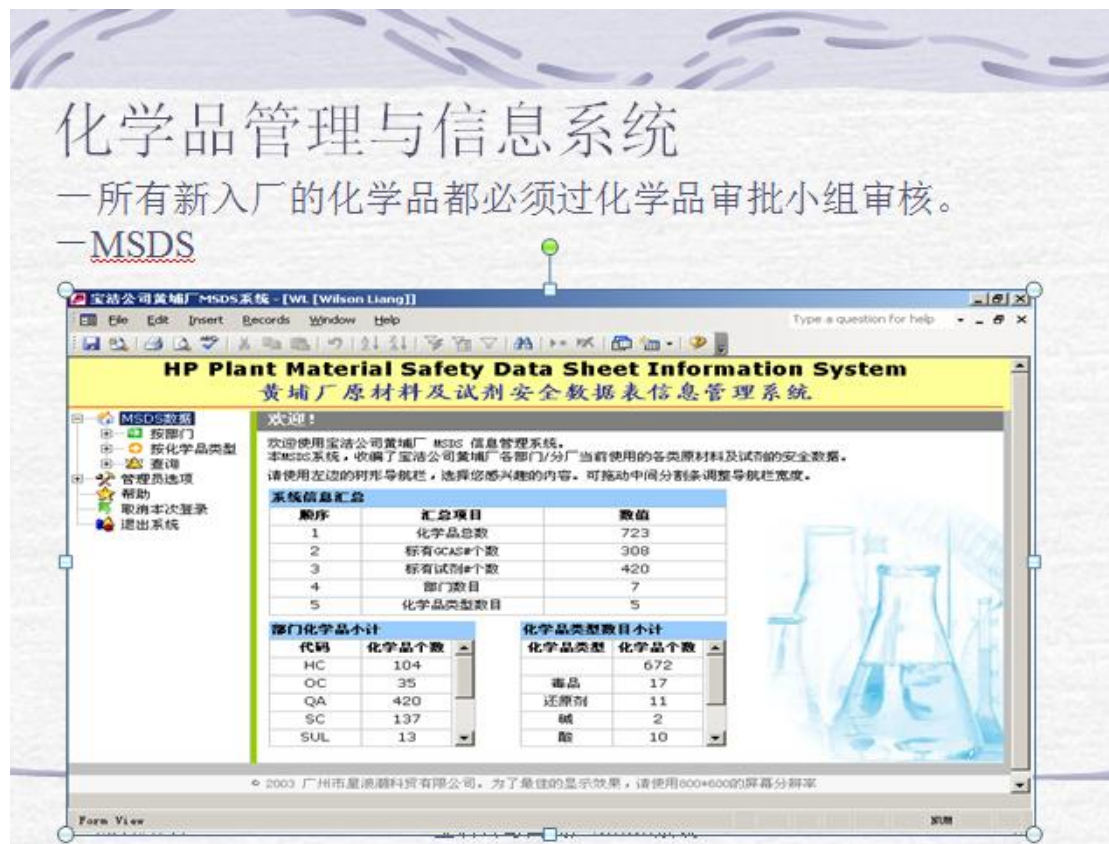 化学品管理与信息系统
－所有新入厂的化学品都必须过化学品审批小组审核。
－MSDS
宝洁公司黄埔厂MSDS系统 - [WL [Wilson Liang]]
File Edit Insert Records Window Help Type a question for help
HP Plant Material Safety Data Sheet Information System
黄埔厂原材料及试剂安全数据表信息管理系统
MSDS数据
按部门
按化学品类型
查询
管理员选项
帮助
取消本次登录
退出系统
欢迎！
欢迎使用宝洁公司黄埔厂 MSDS 信息管理系统。
本MSDS系统，收编了宝洁公司黄埔厂各部门/分厂当前使用的各类原材料及试剂的安全数据。
请使用左边的树形导航栏，选择您感兴趣的内容。可拖动中间分割条调整导航栏宽度。
系统信息汇总
顺序 汇总项目 数值
1 化学品总数 723
2 标有GCAS#个数 308
3 标有试剂#个数 420
4 部门数目 7
5 化学品类型数目 5
部门化学品小计
代码 化学品个数
HC 104
OC 35
QA 420
SC 137
SUL 13
化学品类型数目小计
化学品类型 化学品个数
672
毒品 17
还原剂 11
碱 2
酸 10
© 2003 广州市星浪潮科贸有限公司。为了最佳的显示效果，请使用800*600的屏幕分辨率
Form View NUM